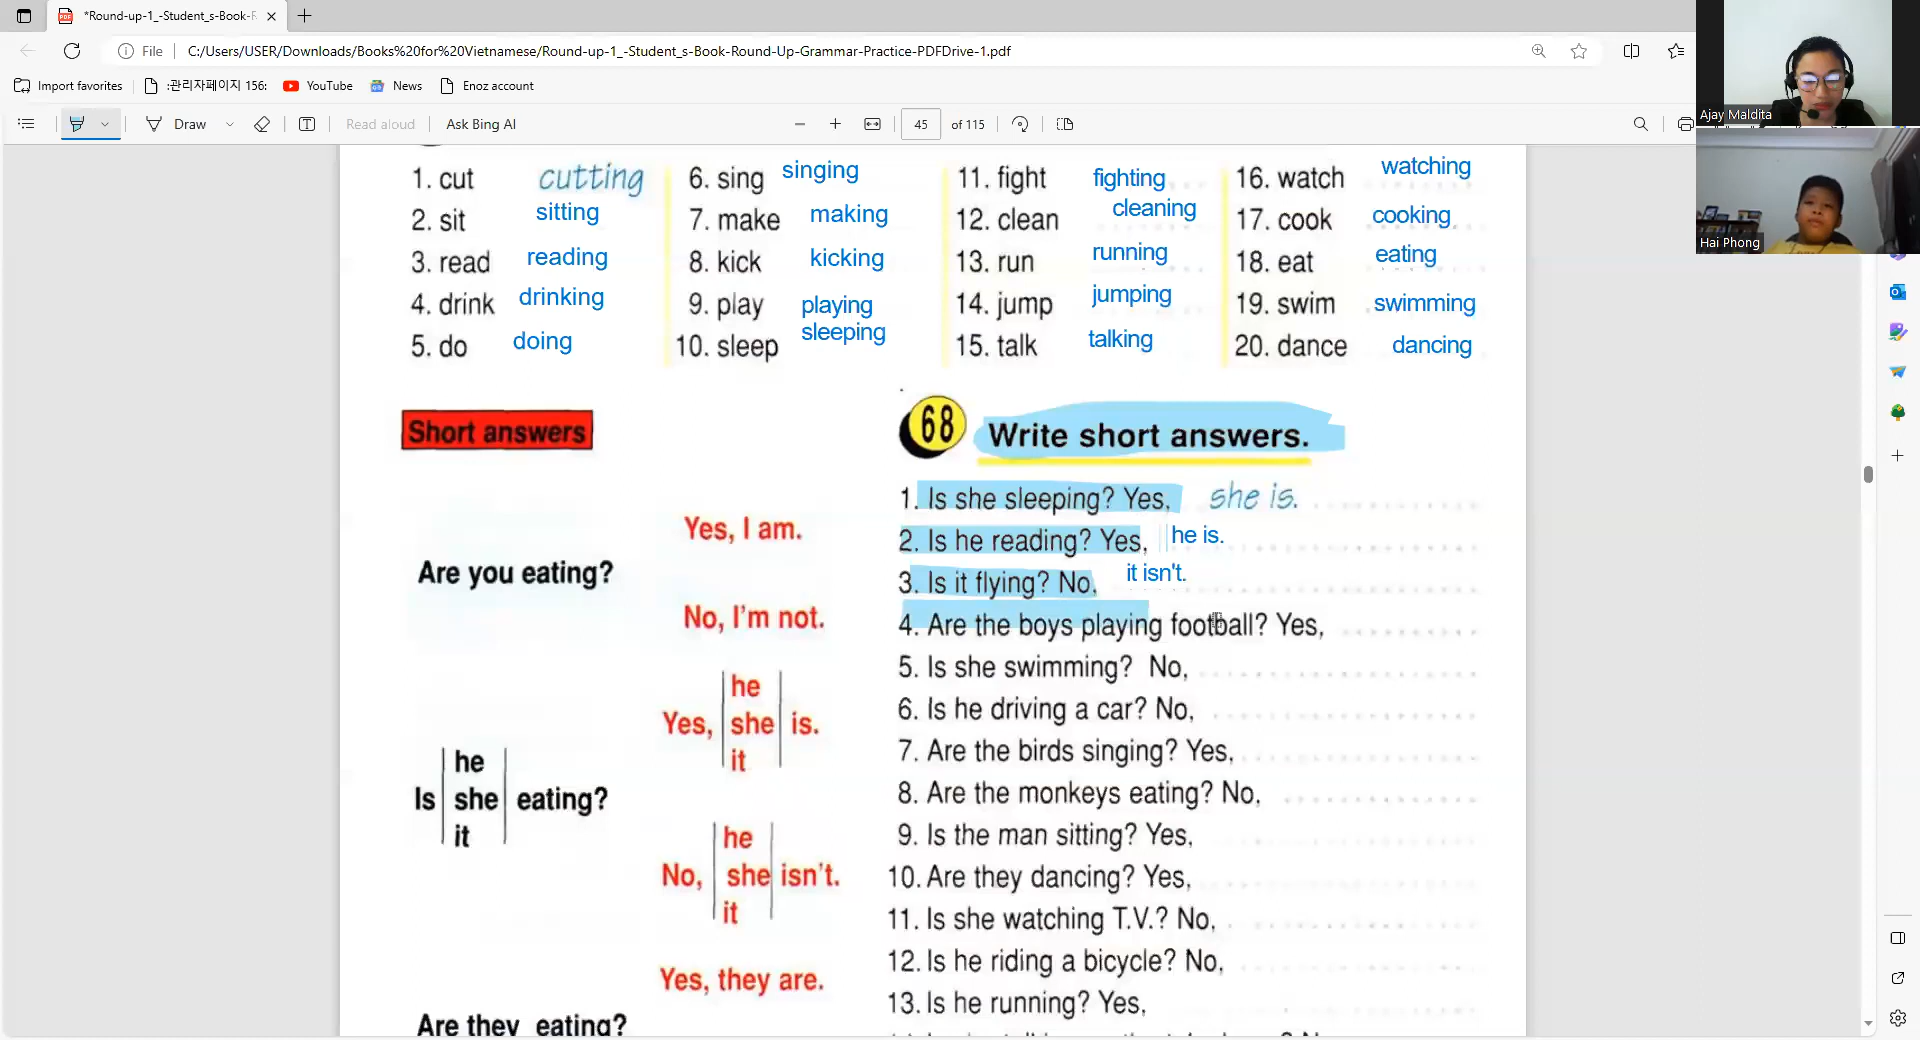 *Round-up-1_-Student_s-Book-R
File
C:/Users/USER/Downloads/Books%20for%20Vietnamese/Round-up-1_-Student_s-Book-Round-Up-Grammar-Practice-PDFDrive-1.pdf
Import favorites
:관리자페이지 156:
YouTube
News
Enoz account
Draw
Read aloud
Ask Bing AI
45
of 115
Ajay Maldita
Hai Phong
1. cut cutting
2. sit sitting
3. read reading
4. drink drinking
5. do doing
6. sing singing
7. make making
8. kick kicking
9. play playing
10. sleep sleeping
11. fight fighting
12. clean cleaning
13. run running
14. jump jumping
15. talk talking
16. watch watching
17. cook cooking
18. eat eating
19. swim swimming
20. dance dancing
Short answers
Are you eating?
Yes, I am.
No, I'm not.
Is he she it eating?
Yes, he she it is.
No, he she it isn't.
Yes, they are.
Are they eating?
68 Write short answers.
1. Is she sleeping? Yes, she is.
2. Is he reading? Yes, he is.
3. Is it flying? No, it isn't.
4. Are the boys playing football? Yes,
5. Is she swimming? No,
6. Is he driving a car? No,
7. Are the birds singing? Yes,
8. Are the monkeys eating? No,
9. Is the man sitting? Yes,
10. Are they dancing? Yes,
11. Is she watching T.V.? No,
12. Is he riding a bicycle? No,
13. Is he running? Yes,